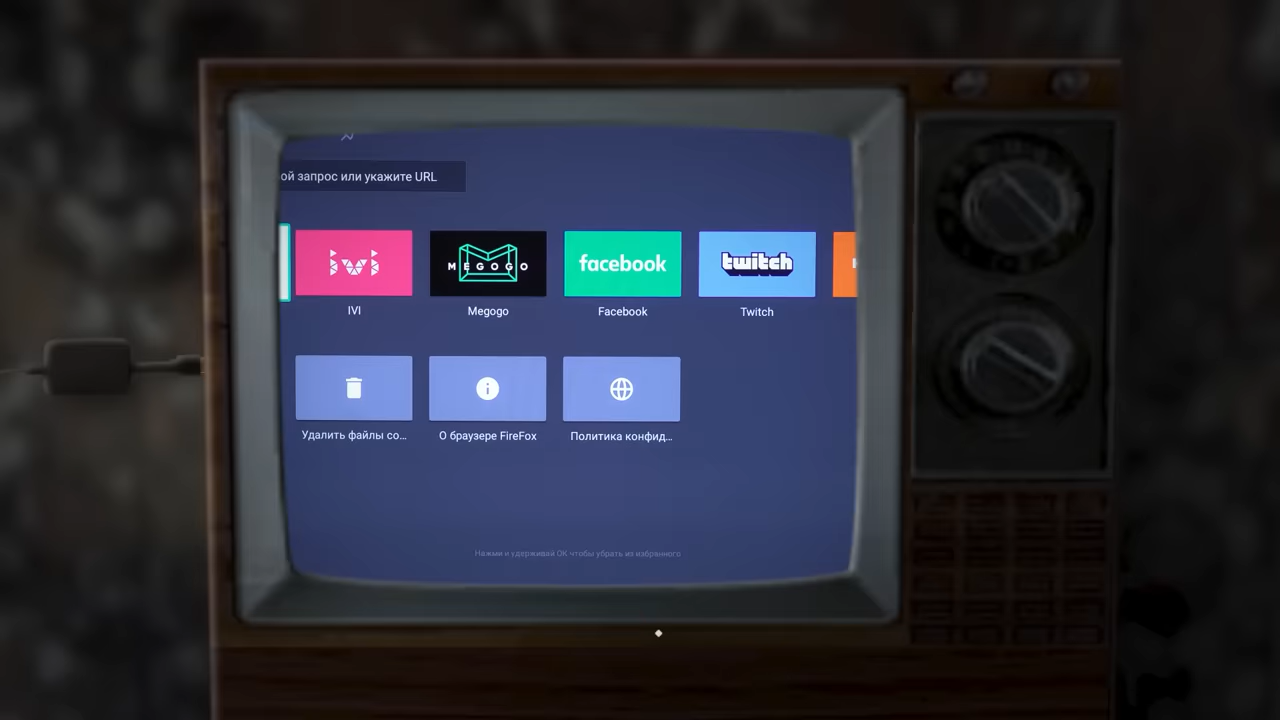 ой запрос или укажите URL
ivi
MEGOGO
facebook
twitch
IVI
Megogo
Facebook
Twitch
Удалить файлы со...
О браузере FireFox
Политика конфид...
Нажми и удерживай ОК чтобы убрать из избранного